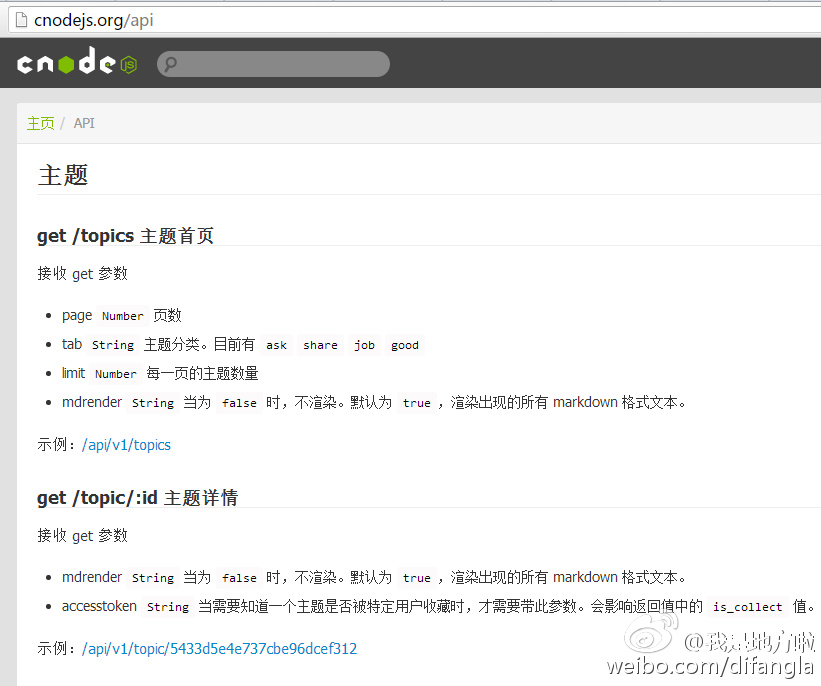 cnodejs.org/api
cnode js
主页 / API
主题
get /topics 主题首页
接收 get 参数
page Number 页数
tab String 主题分类。目前有 ask share job good
limit Number 每一页的主题数量
mdrender String 当为 false 时，不渲染。默认为 true ，渲染出现的所有 markdown 格式文本。
示例：/api/v1/topics
get /topic/:id 主题详情
接收 get 参数
mdrender String 当为 false 时，不渲染。默认为 true ，渲染出现的所有 markdown 格式文本。
accesstoken String 当需要知道一个主题是否被特定用户收藏时，才需要带此参数。会影响返回值中的 is_collect 值。
示例：/api/v1/topic/5433d5e4e737cbe96dcef312
@我是地方啦
weibo.com/difangla